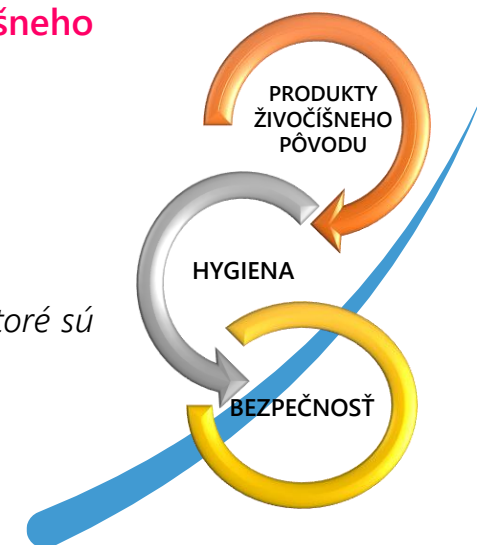 šneho
PRODUKTY
ŽIVOČÍŠNEHO
PÔVODU
HYGIENA
toré sú
BEZPEČNOSŤ